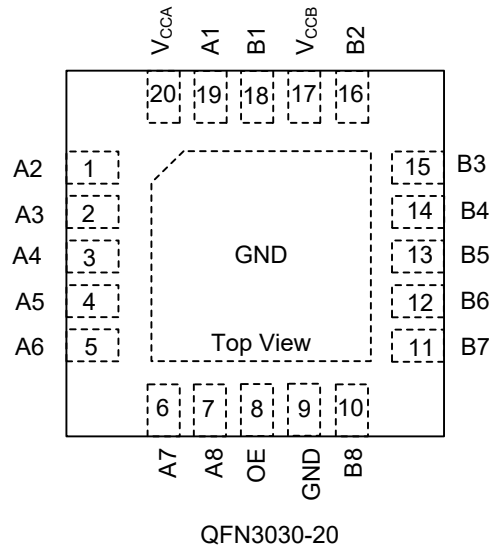 VCCA A1 B1 VCCB B2
20 19 18 17 16
A2 1 15 B3
A3 2 14 B4
A4 3 GND 13 B5
A5 4 12 B6
A6 5 Top View 11 B7
6 7 8 9 10
A7 A8 OE GND B8
QFN3030-20